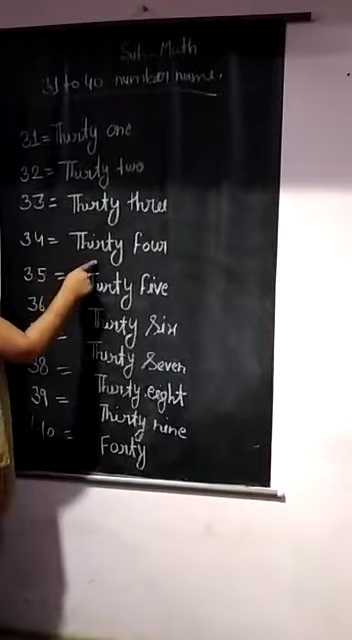 Sub-Math
31 to 40 number name.
31 = Thirty one
32 = Thirty two
33 = Thirty three
34 = Thirty four
35 = Thirty five
36 Thirty six
= Thirty seven
38 = Thirty eight
39 = Thirty nine
40 = Forty